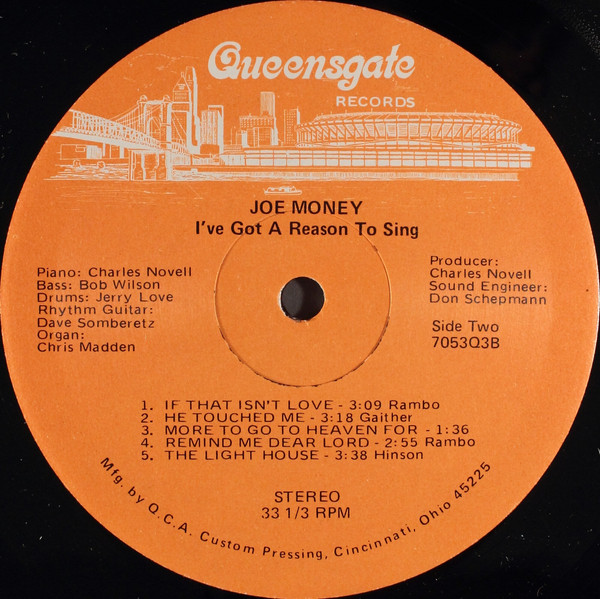 Queensgate
RECORDS
JOE MONEY
I've Got A Reason To Sing
Piano: Charles Novell
Bass: Bob Wilson
Drums: Jerry Love
Rhythm Guitar:
Dave Somberetz
Organ:
Chris Madden
Producer:
Charles Novell
Sound Engineer:
Don Schepmann
Side Two
7053Q3B
1. IF THAT ISN'T LOVE - 3:09 Rambo
2. HE TOUCHED ME - 3:18 Gaither
3. MORE TO GO TO HEAVEN FOR - 1:36
4. REMIND ME DEAR LORD - 2:55 Rambo
5. THE LIGHT HOUSE - 3:38 Hinson
STEREO
33 1/3 RPM
Mfg. by Q.C.A. Custom Pressing, Cincinnati, Ohio 45225